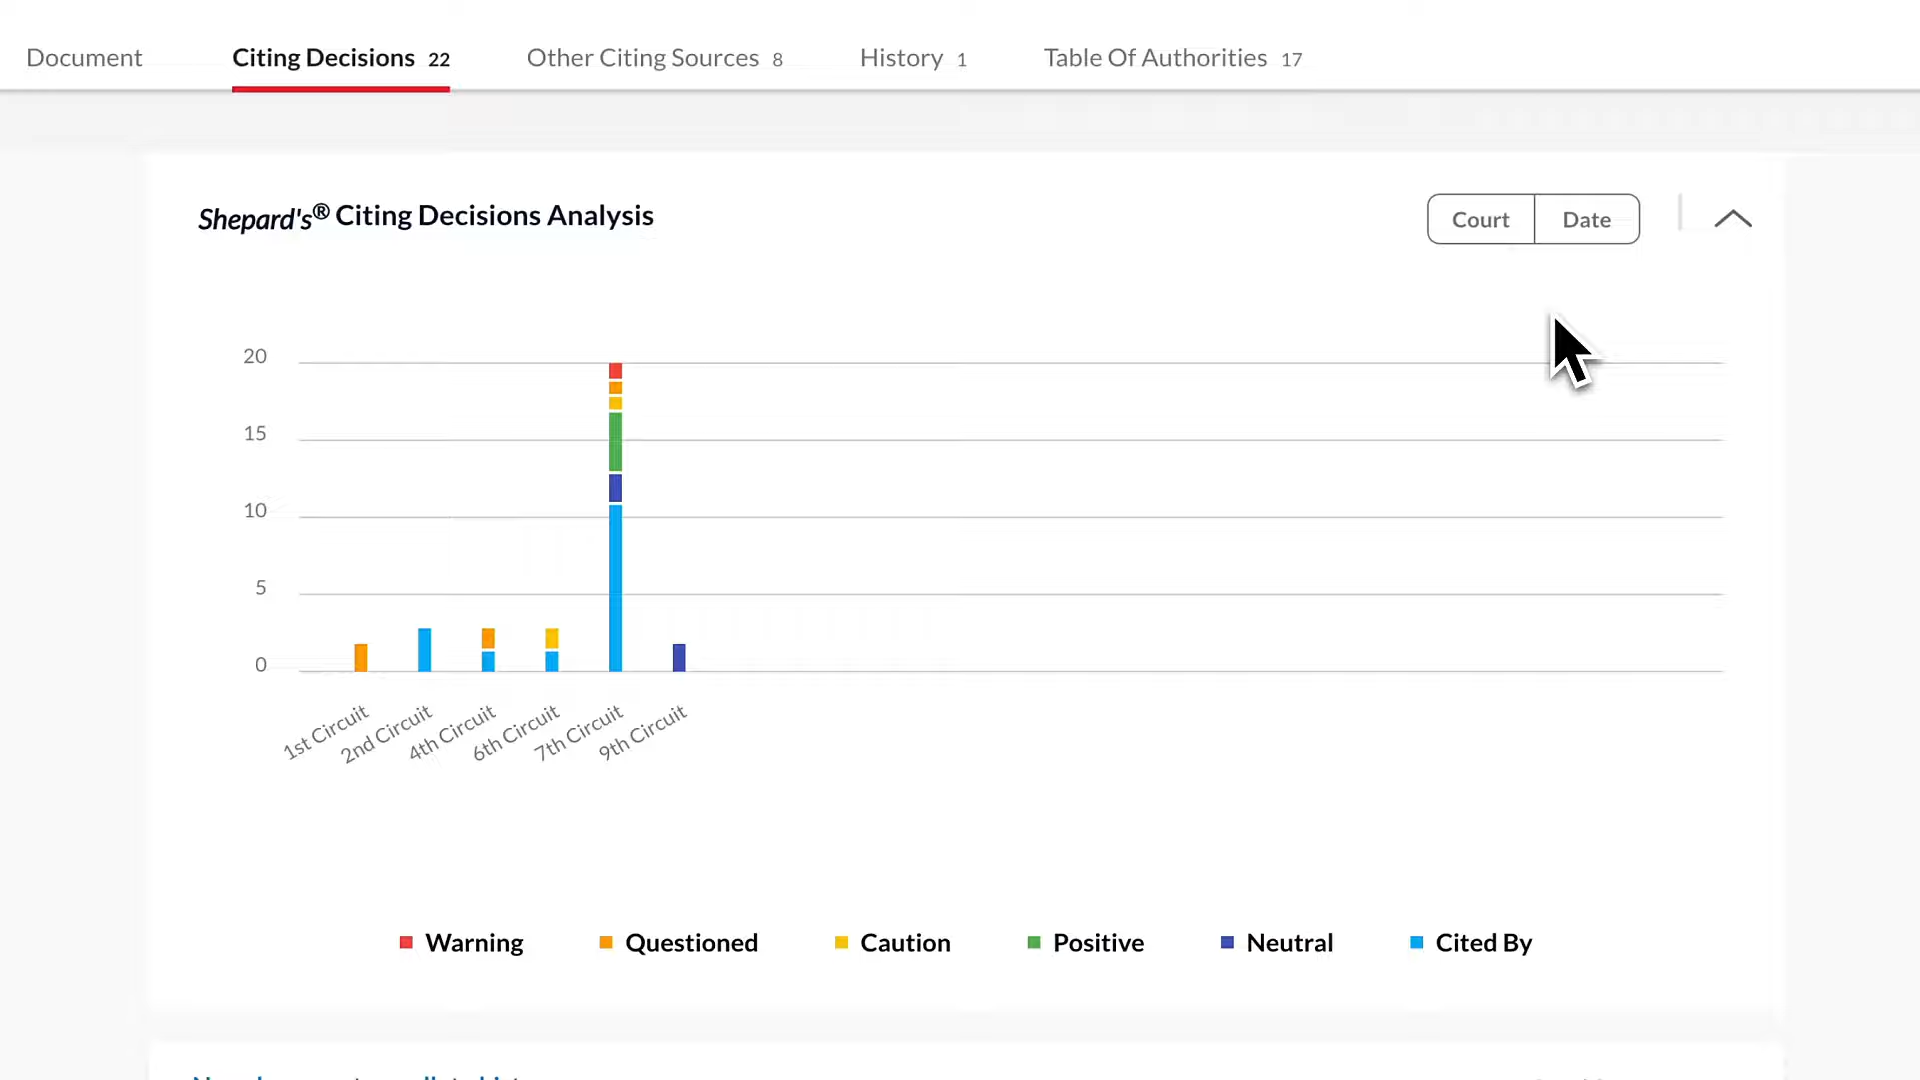 Document
Citing Decisions 22
Other Citing Sources 8
History 1
Table Of Authorities 17
Shepard's® Citing Decisions Analysis
Court
Date
20
15
10
5
0
1st Circuit
2nd Circuit
4th Circuit
6th Circuit
7th Circuit
9th Circuit
Warning
Questioned
Caution
Positive
Neutral
Cited By